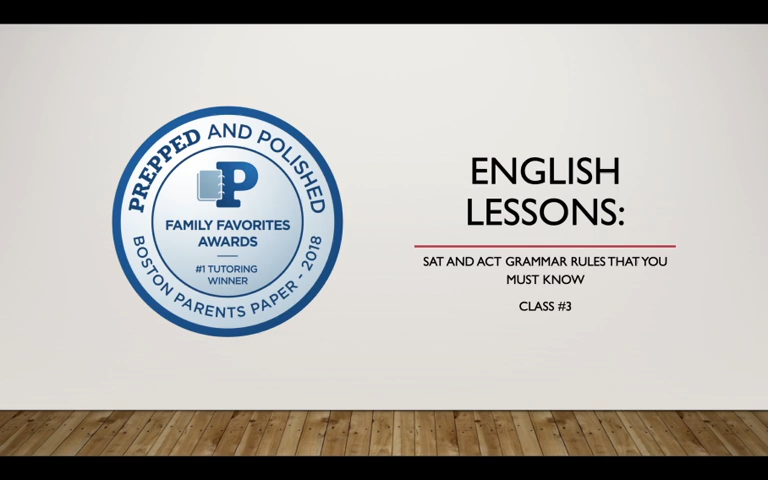 PREPPED AND POLISHED
P
FAMILY FAVORITES
AWARDS
#1 TUTORING
WINNER
BOSTON PARENTS PAPER - 2018
ENGLISH
LESSONS:
SAT AND ACT GRAMMAR RULES THAT YOU
MUST KNOW
CLASS #3